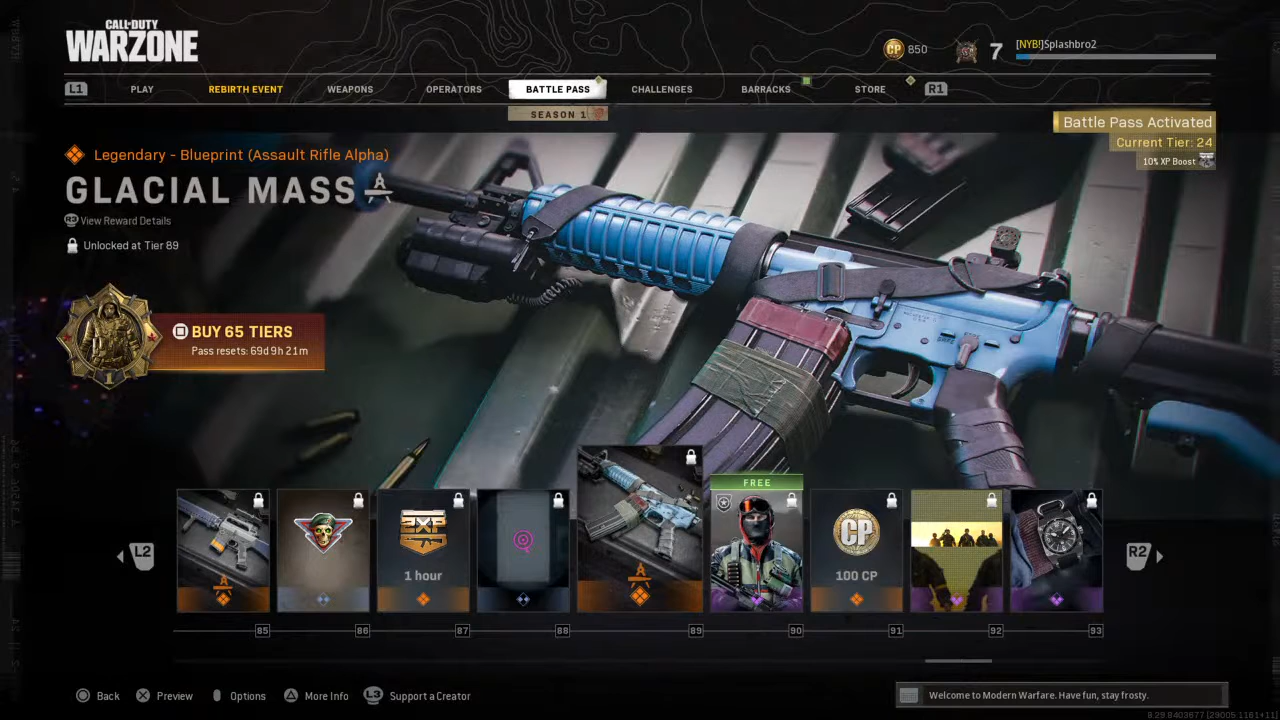 CALL OF DUTY
WARZONE
CP 850
7
[NYB!]Splashbro2
L1
PLAY
REBIRTH EVENT
WEAPONS
OPERATORS
BATTLE PASS
CHALLENGES
BARRACKS
STORE
R1
SEASON 1
Battle Pass Activated
Current Tier: 24
10% XP Boost
Legendary - Blueprint (Assault Rifle Alpha)
GLACIAL MASS
R3 View Reward Details
Unlocked at Tier 89
BUY 65 TIERS
Pass resets: 69d 9h 21m
FREE
L2
2XP
1 hour
CP
100 CP
R2
85
86
87
88
89
90
91
92
93
Back
Preview
Options
More Info
L3
Support a Creator
Welcome to Modern Warfare. Have fun, stay frosty.